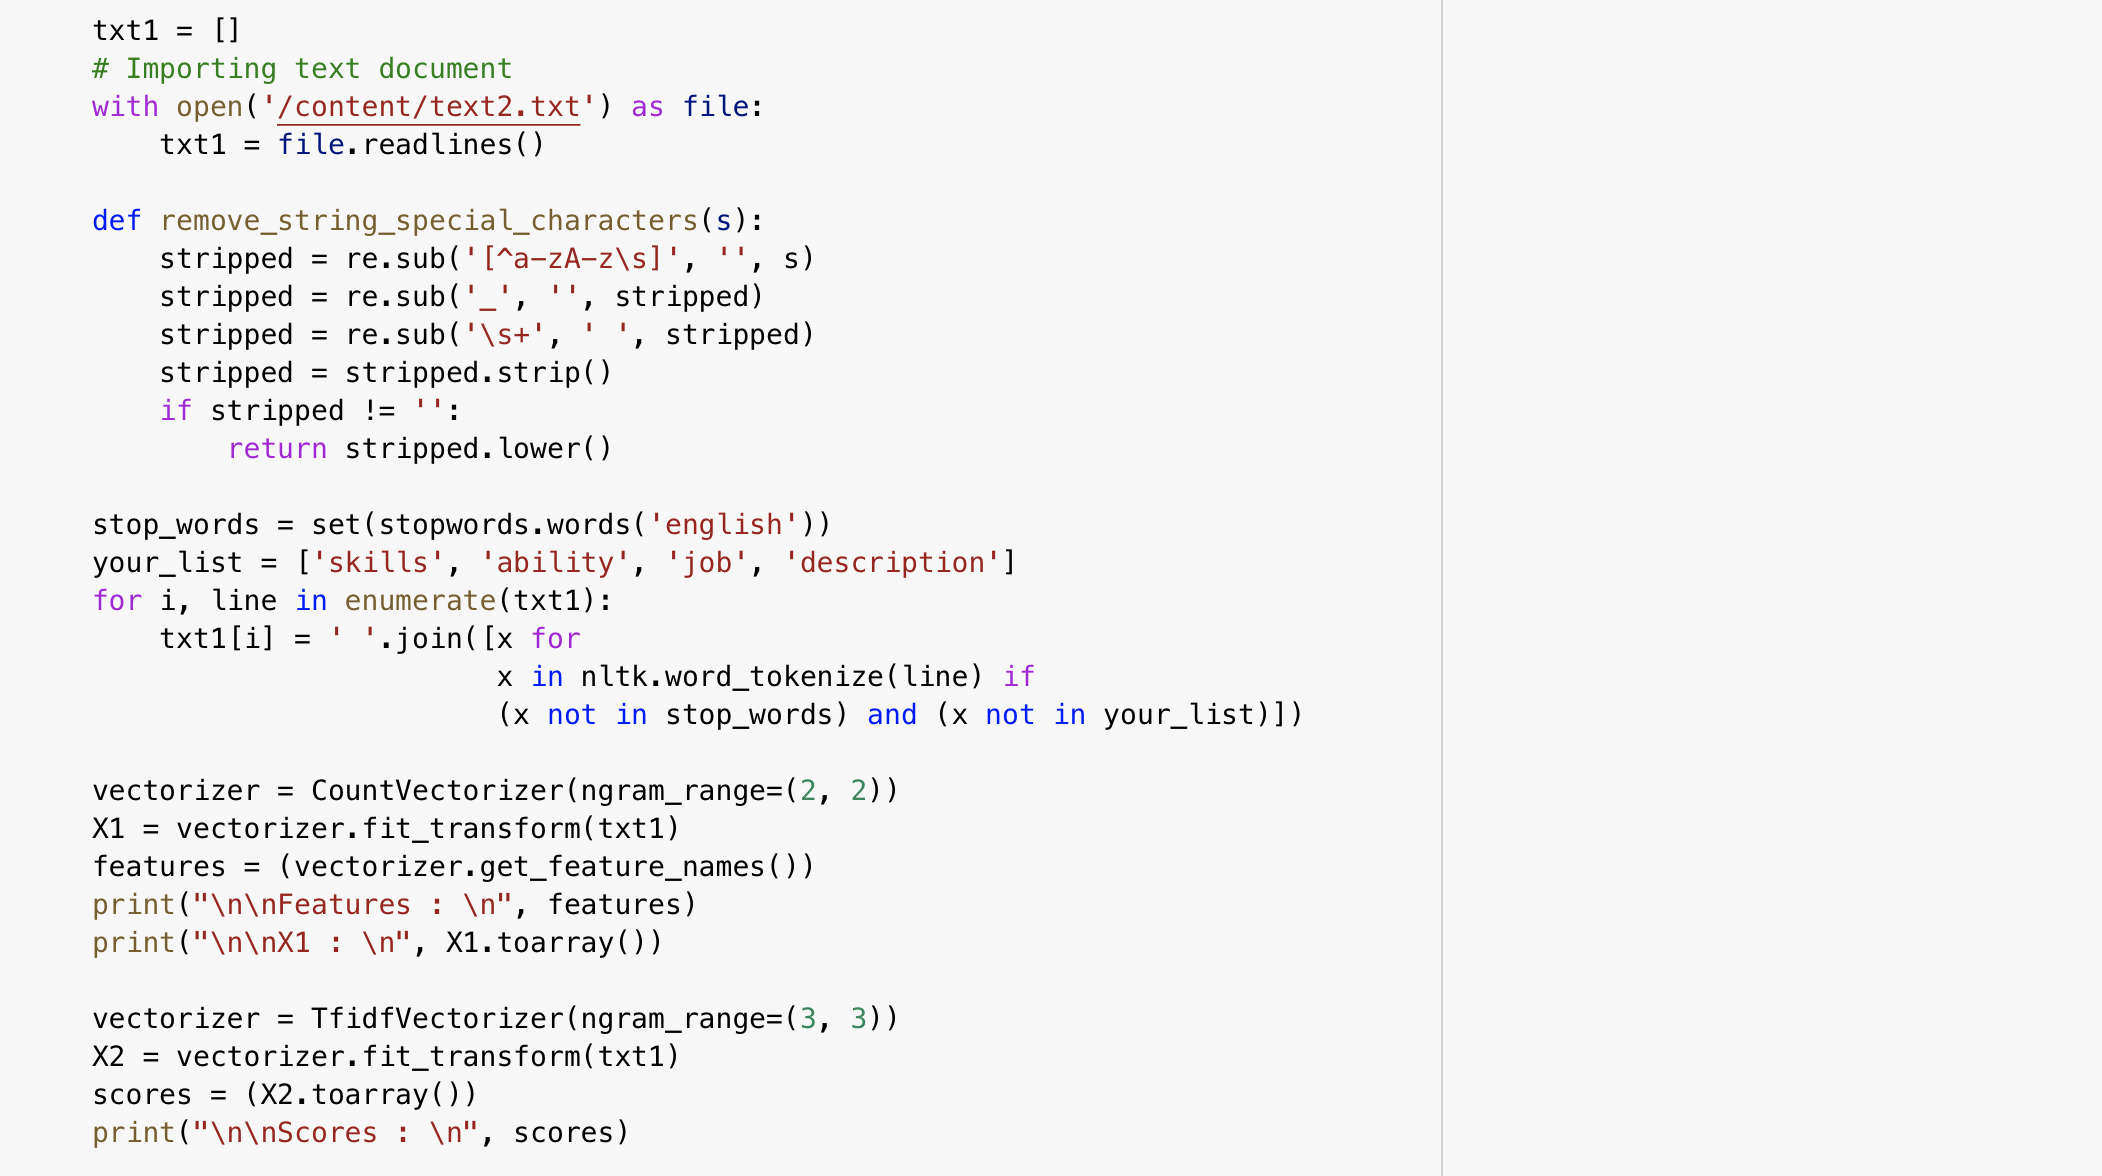 txt1 = []
# Importing text document
with open('/content/text2.txt') as file:
    txt1 = file.readlines()

def remove_string_special_characters(s):
    stripped = re.sub('[^a-zA-z\s]', '', s)
    stripped = re.sub('_', '', stripped)
    stripped = re.sub('\s+', ' ', stripped)
    stripped = stripped.strip()
    if stripped != '':
        return stripped.lower()

stop_words = set(stopwords.words('english'))
your_list = ['skills', 'ability', 'job', 'description']
for i, line in enumerate(txt1):
    txt1[i] = ' '.join([x for
                        x in nltk.word_tokenize(line) if
                        (x not in stop_words) and (x not in your_list)])

vectorizer = CountVectorizer(ngram_range=(2, 2))
X1 = vectorizer.fit_transform(txt1)
features = (vectorizer.get_feature_names())
print("\n\nFeatures : \n", features)
print("\n\nX1 : \n", X1.toarray())

vectorizer = TfidfVectorizer(ngram_range=(3, 3))
X2 = vectorizer.fit_transform(txt1)
scores = (X2.toarray())
print("\n\nScores : \n", scores)